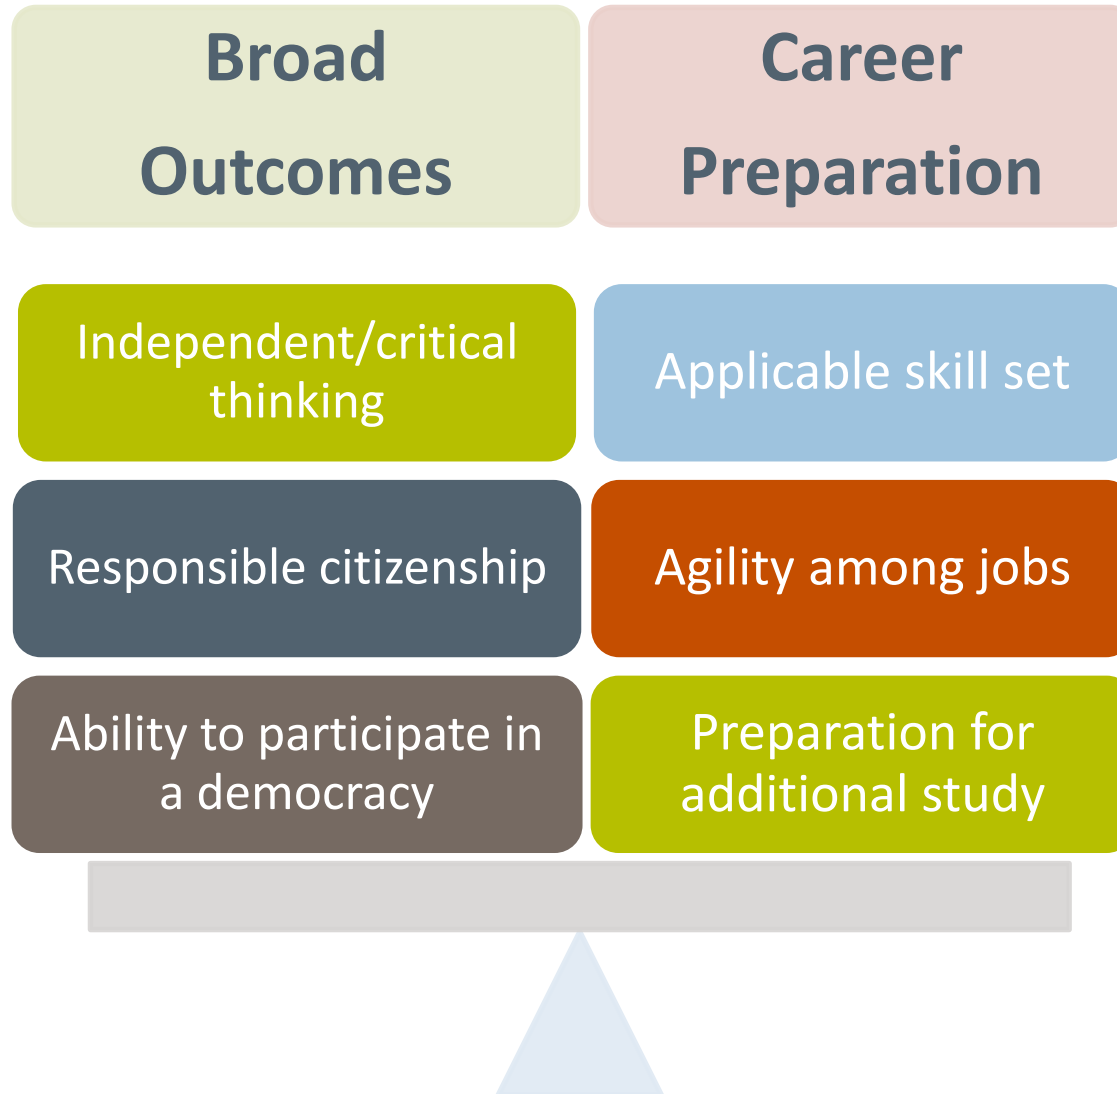 Broad
Outcomes
Career
Preparation
Independent/critical
thinking
Applicable skill set
Responsible citizenship
Agility among jobs
Ability to participate in
a democracy
Preparation for
additional study